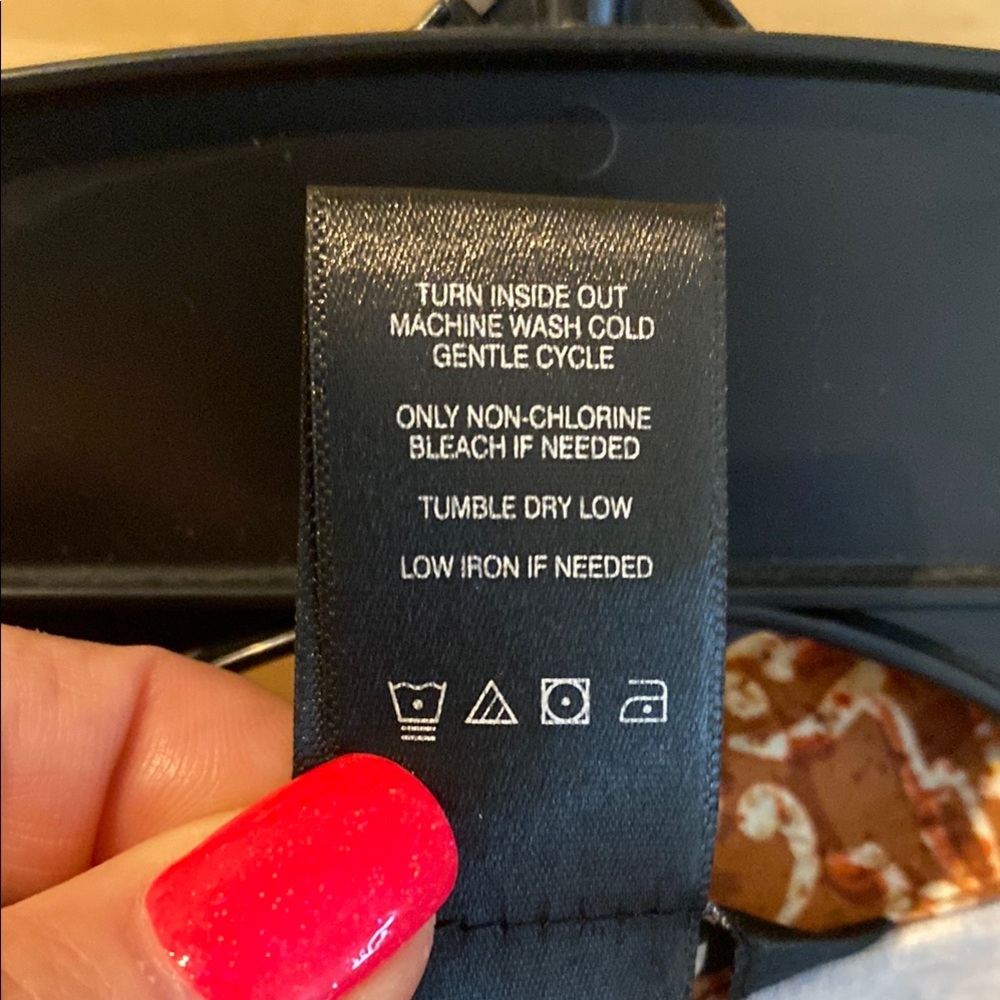 TURN INSIDE OUT
MACHINE WASH COLD
GENTLE CYCLE
ONLY NON-CHLORINE
BLEACH IF NEEDED
TUMBLE DRY LOW
LOW IRON IF NEEDED